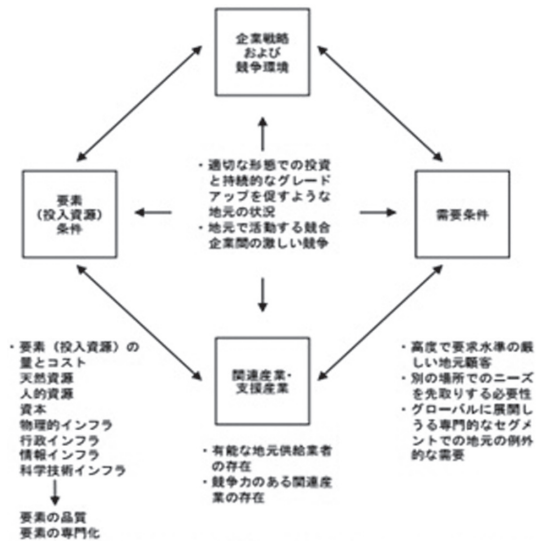 企業戦略
および
競争環境
・適切な形態での投資
と持続的なグレード
アップを促すような
地元の状況
・地元で活動する競合
企業間の激しい競争
要素
（投入資源）
条件
需要条件
関連産業・
支援産業
・要素（投入資源）の
量とコスト
天然資源
人的資源
資本
物理的インフラ
行政インフラ
情報インフラ
科学技術インフラ
要素の品質
要素の専門化
・有能な地元供給業者
の存在
・競争力のある関連産
業の存在
・高度で要求水準の厳
しい地元顧客
・別の場所でのニーズ
を先取りする必要性
・グローバルに展開し
うる専門的なセグメ
ントでの地元の例外
的な需要